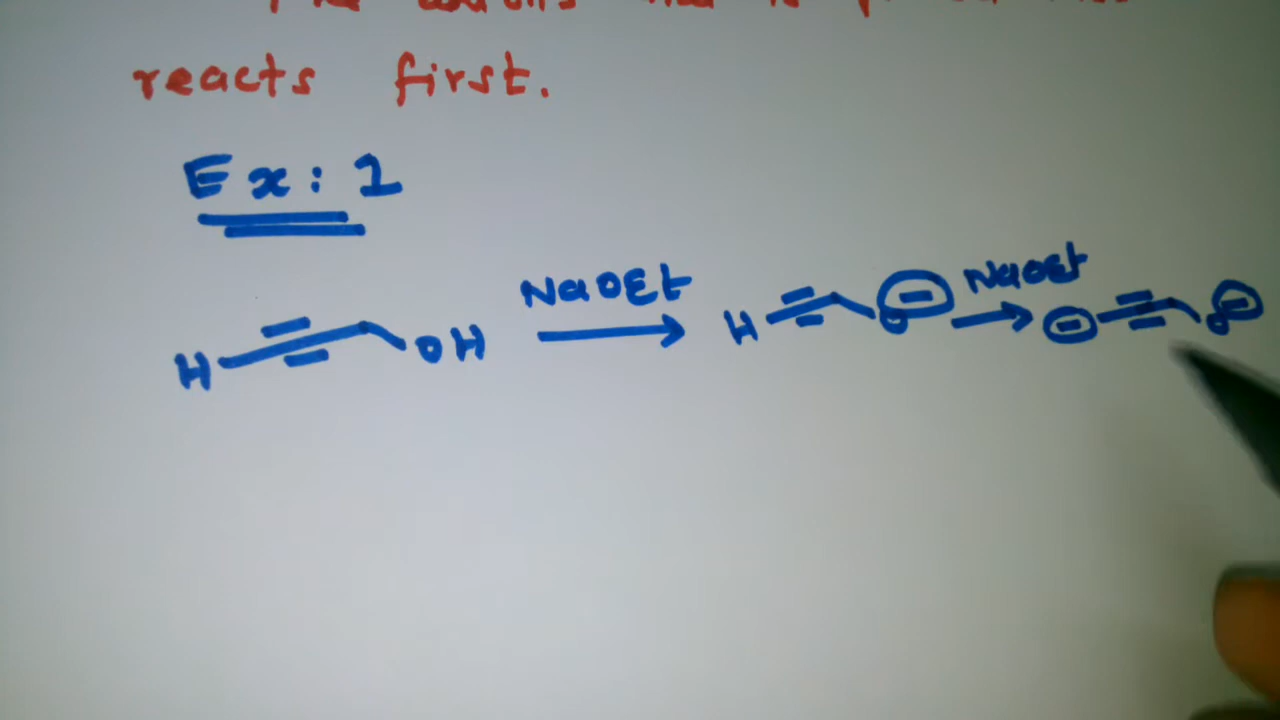 reacts first.
Ex: 1
NaOEt
NaOEt
H OH H O⊖ ⊖ O⊖